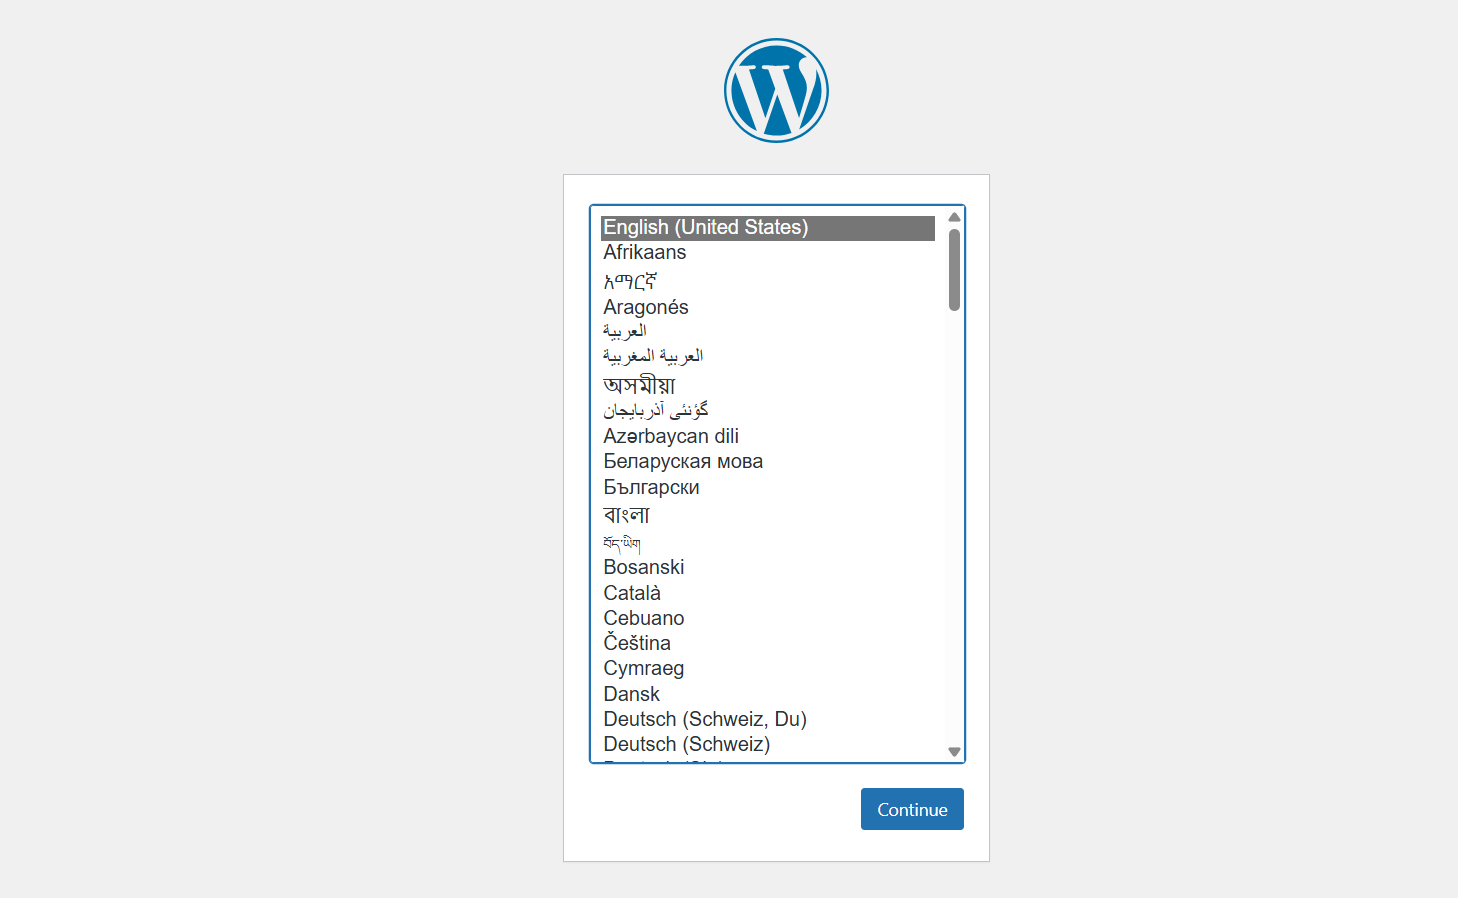 English (United States)
Afrikaans
አማርኛ
Aragonés
العربية
العربية المغربية
অসমীয়া
گؤنئی آذربایجان
Azərbaycan dili
Беларуская мова
Български
বাংলা
བོད་ཡིག
Bosanski
Català
Cebuano
Čeština
Cymraeg
Dansk
Deutsch (Schweiz, Du)
Deutsch (Schweiz)
Continue